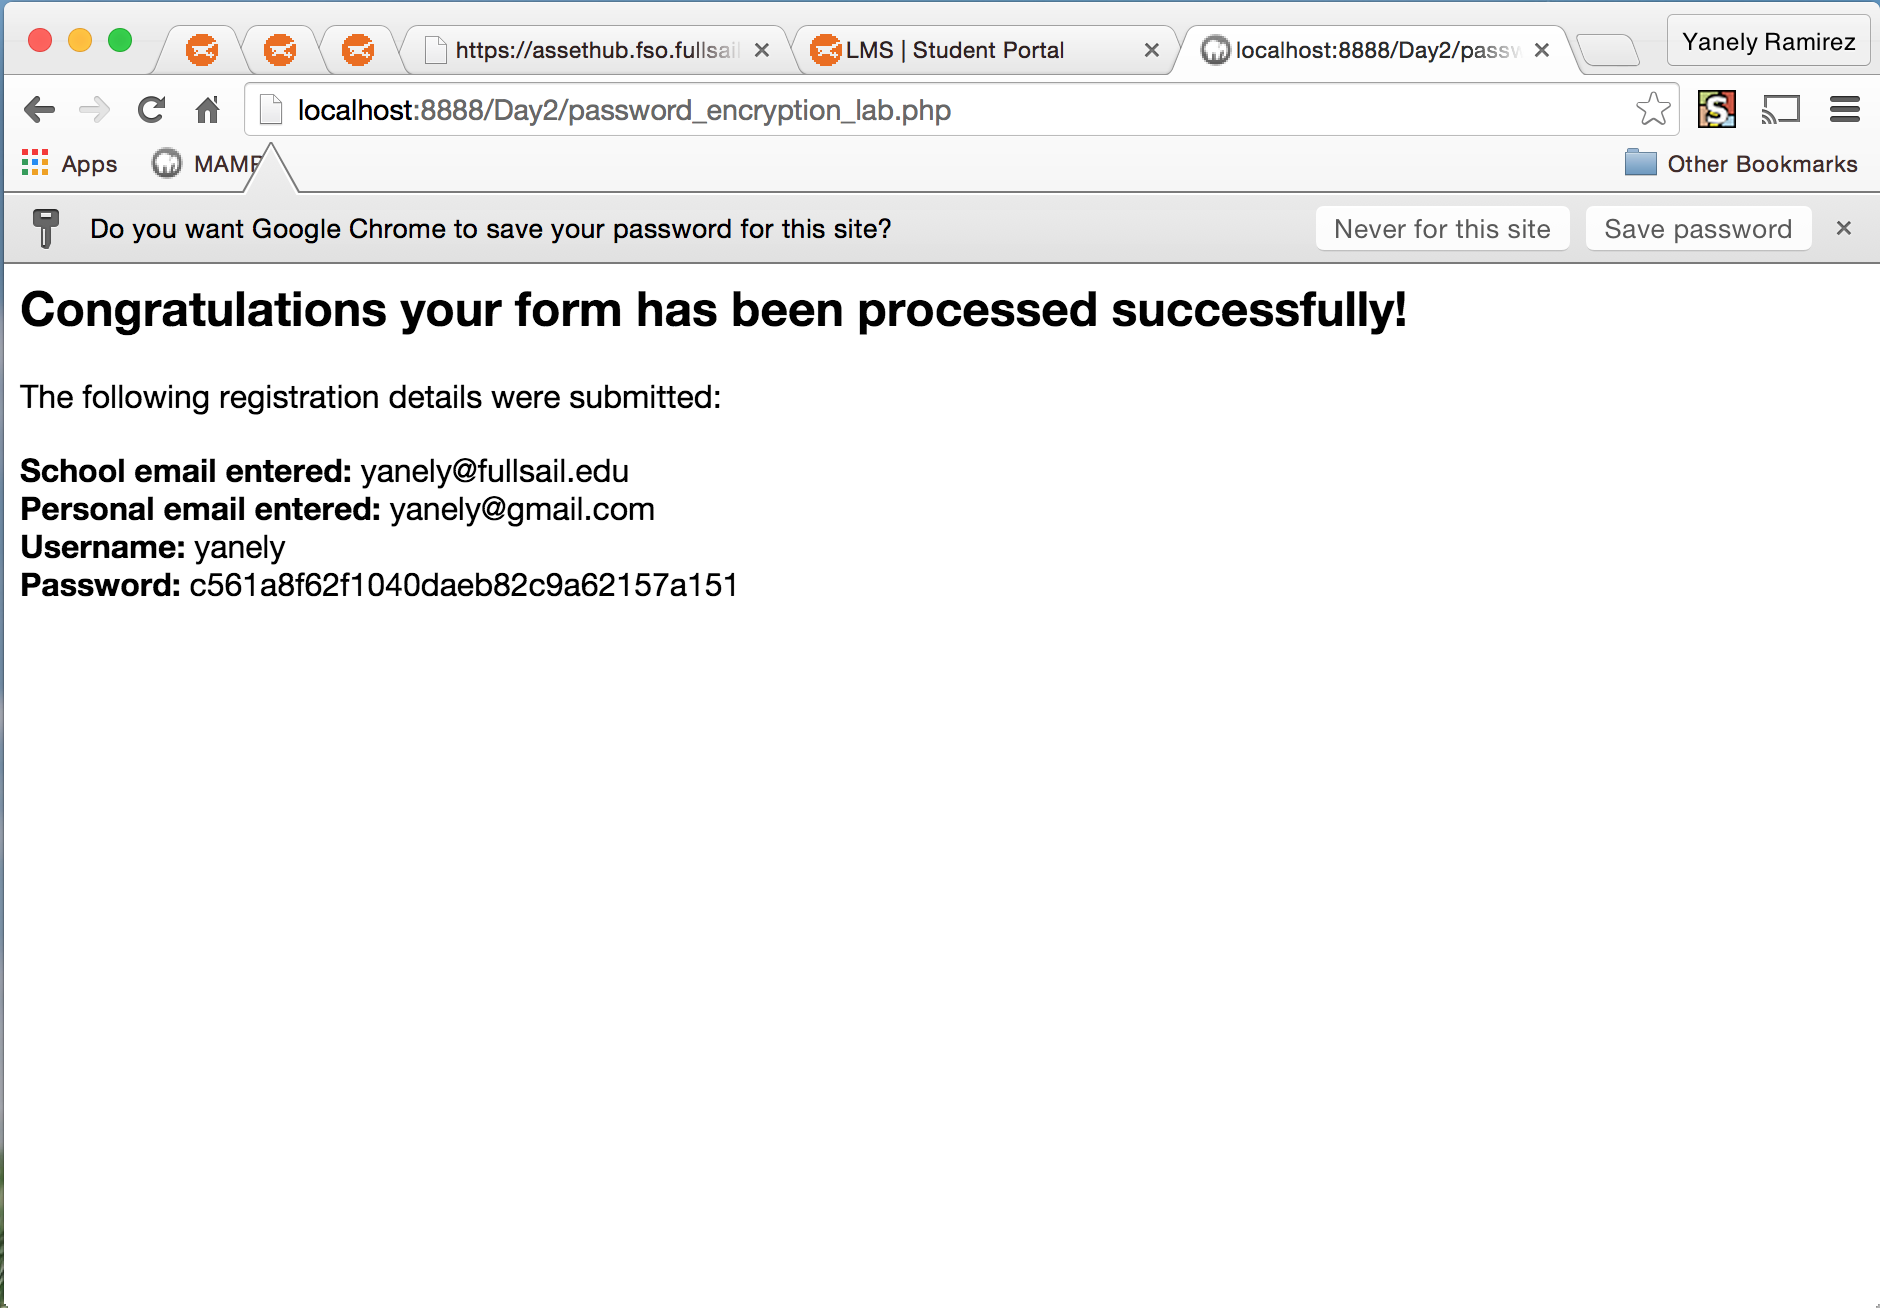 https://assethub.fso.fullsail
LMS | Student Portal
localhost:8888/Day2/passw
Yanely Ramirez
localhost:8888/Day2/password_encryption_lab.php
Apps
MAMP
Other Bookmarks
Do you want Google Chrome to save your password for this site?
Never for this site
Save password
Congratulations your form has been processed successfully!
The following registration details were submitted:
School email entered: yanely@fullsail.edu
Personal email entered: yanely@gmail.com
Username: yanely
Password: c561a8f62f1040daeb82c9a62157a151